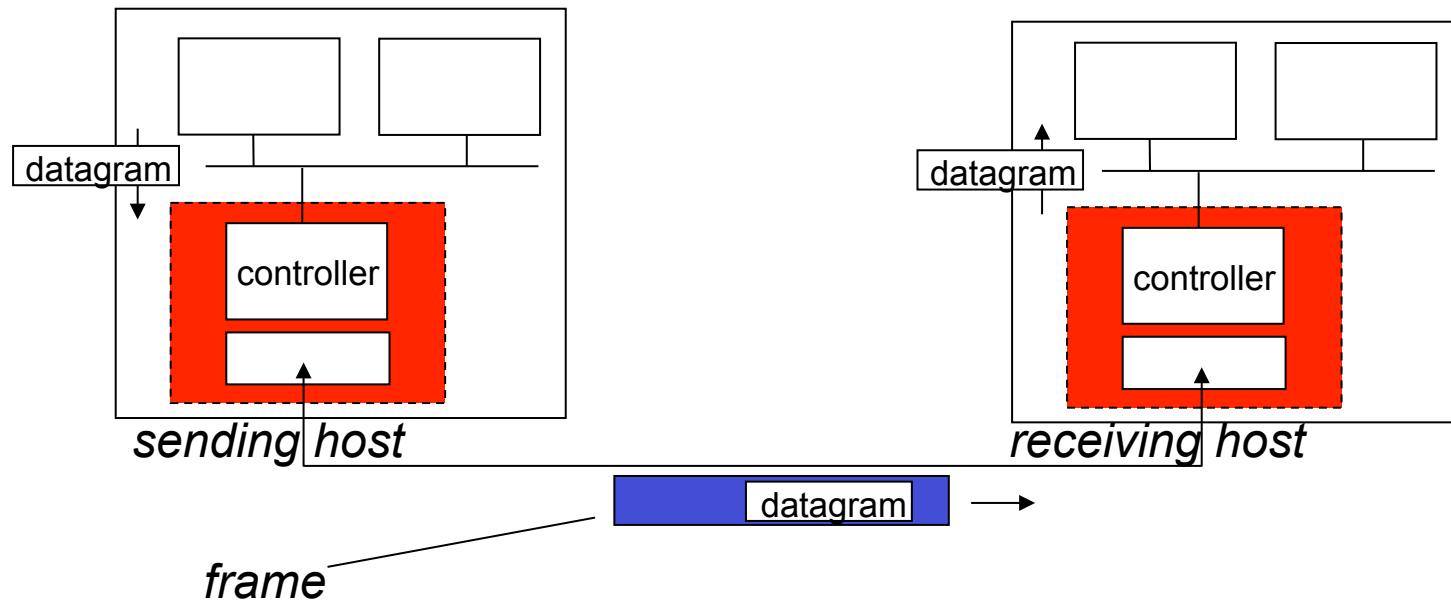 datagram
datagram
controller
controller
sending host
receiving host
datagram
frame